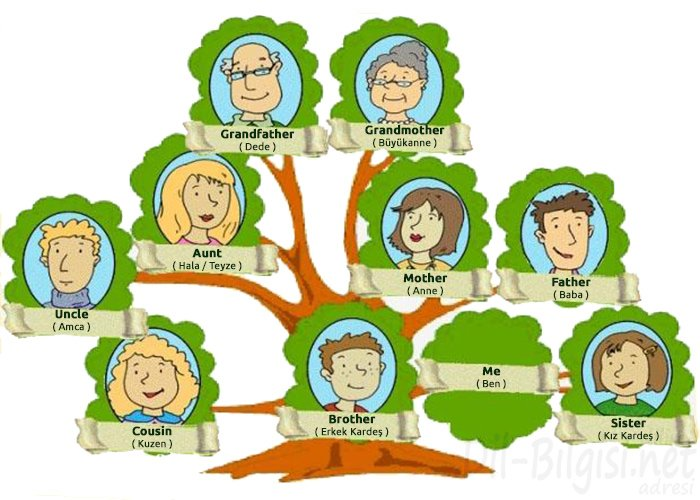 Grandfather
( Dede )
Grandmother
( Büyükanne )
Aunt
( Hala / Teyze )
Mother
( Anne )
Father
( Baba )
Uncle
( Amca )
Me
( Ben )
Cousin
( Kuzen )
Brother
( Erkek Kardeş )
Sister
( Kız Kardeş )
Dil-Bilgisi.net
adresi